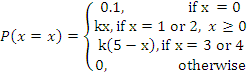 0.1, if x = 0
kx, if x = 1 or 2, x ≥ 0
P(x = x) = k(5 − x), if x = 3 or 4
0, otherwise